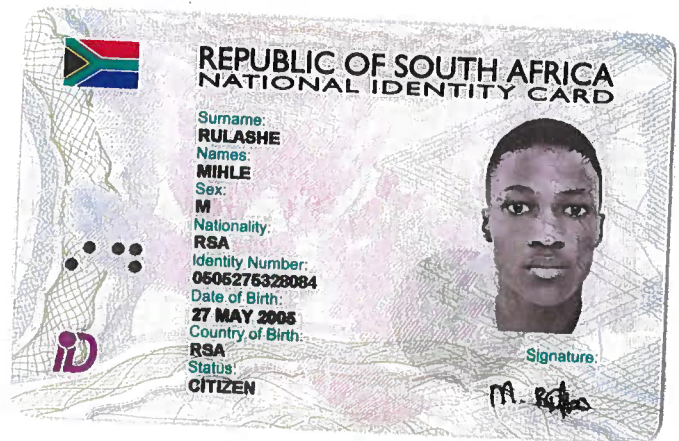 REPUBLIC OF SOUTH AFRICA
NATIONAL IDENTITY CARD
Surname:
RULASHE
Names:
MIHLE
Sex:
M
Nationality:
RSA
Identity Number:
0505275328084
Date of Birth:
27 MAY 2005
Country of Birth:
RSA
Status:
CITIZEN
iD
Signature:
M.